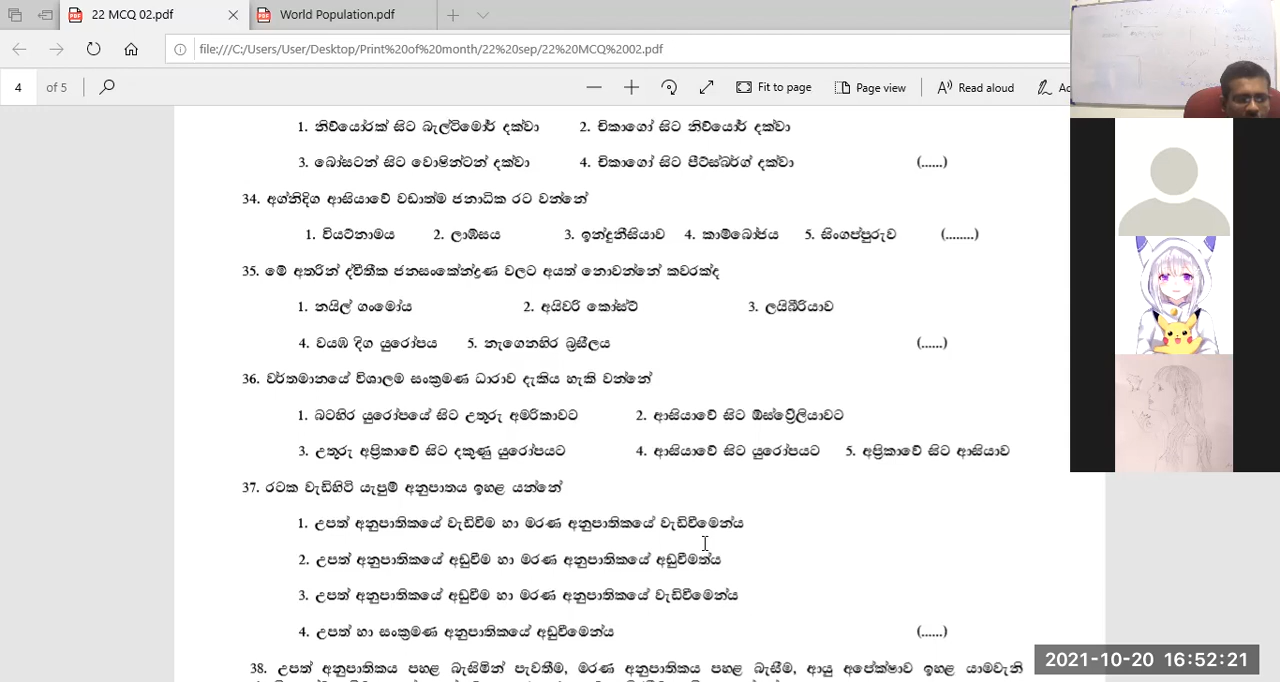 22 MCQ 02.pdf
World Population.pdf
file:///C:/Users/User/Desktop/Print%20of%20month/22%20sep/22%20MCQ%2002.pdf
4 of 5 Fit to page Page view Read aloud
1. නිව්යෝරක් සිට බැල්ටිමෝර් දක්වා 2. චිකාගෝ සිට නිව්යෝර් දක්වා
3. බෝසටන් සිට වොෂින්ටන් දක්වා 4. චිකාගෝ සිට පීට්ස්බර්ග් දක්වා (......)
34. අග්නිදිග ආසියාවේ වඩාත්ම ජනාධික රට වන්නේ
1. වියටනාමය 2. ලාඕසය 3. ඉන්දුනීසියාව 4. කාම්බෝජය 5. සිංගප්පුරුව (........)
35. මේ අතරින් ද්විතීක ජනසංකේන්ද්‍රණ වලට අයත් නොවන්නේ කවරක්ද
1. නයිල් ගංමෝය 2. අයිවරි කෝස්ට් 3. ලයිබීරියාව
4. වයඹ දිග යුරෝපය 5. නැගෙනහිර බ්‍රසීලය (......)
36. වර්තමානයේ විශාලම සංක්‍රමණ ධාරාව දැකිය හැකි වන්නේ
1. බටහිර යුරෝපයේ සිට උතුරු අමරිකාවට 2. ආසියාවේ සිට ඕස්ට්‍රේලියාවට
3. උතුරු අප්‍රිකාවේ සිට දකුණු යුරෝපයට 4. ආසියාවේ සිට යුරෝපයට 5. අප්‍රිකාවේ සිට ආසියාව
37. රටක වැඩිහිටි යැපුම් අනුපාතය ඉහළ යන්නේ
1. උපත් අනුපාතිකයේ වැඩිවීම හා මරණ අනුපාතිකයේ වැඩිවීමෙන්ය
2. උපත් අනුපාතිකයේ අඩුවීම හා මරණ අනුපාතිකයේ අඩුවීමත්ය
3. උපත් අනුපාතිකයේ අඩුවීම හා මරණ අනුපාතිකයේ වැඩිවීමෙන්ය
4. උපත් හා සංක්‍රමණ අනුපාතිකයේ අඩුවීමෙන්ය (......)
38. උපත් අනුපාතිකය පහළ බැසිමින් පැවතීම, මරණ අනුපාතිකය පහළ බැසීම, ආයු අපේක්ෂාව ඉහළ යාමවැනි
2021-10-20 16:52:21